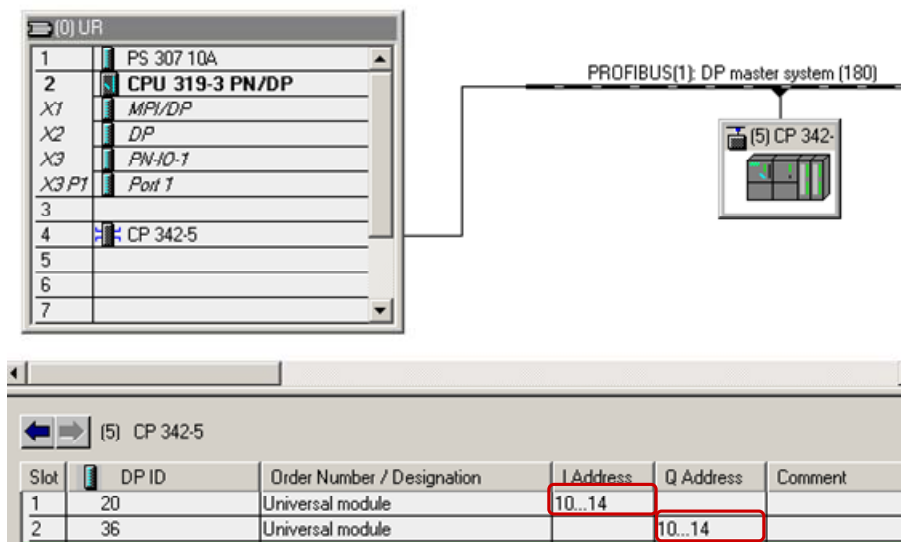 (0) UR
1 PS 307 10A
2 CPU 319-3 PN/DP
X1 MPI/DP
X2 DP
X3 PN-IO-1
X3 P1 Port 1
3
4 CP 342-5
5
6
7
PROFIBUS(1): DP master system (180)
(5) CP 342-
(5) CP 342-5
Slot DP ID Order Number / Designation I Address Q Address Comment
1 20 Universal module 10...14
2 36 Universal module 10...14